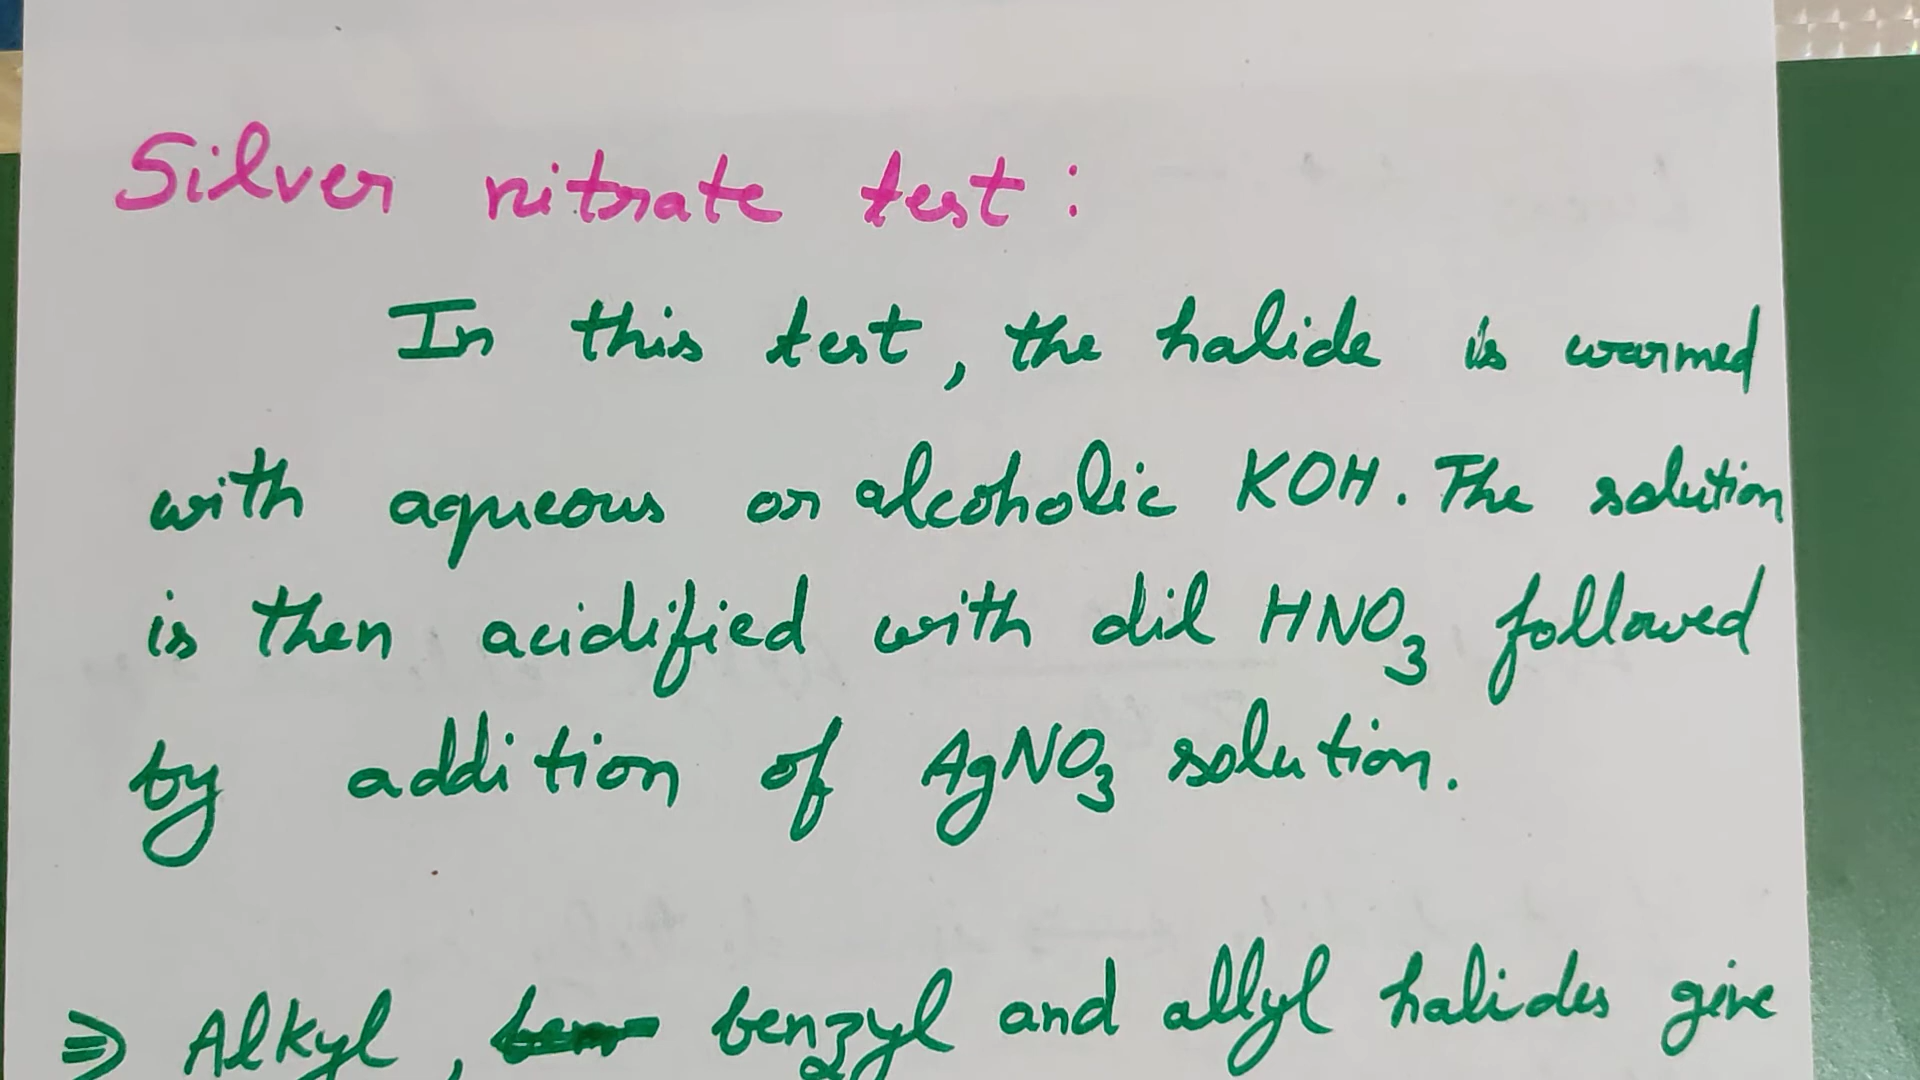 Silver nitrate test:
In this test, the halide is warmed
with aqueous or alcoholic KOH. The solution
is then acidified with dil HNO₃ followed
by addition of AgNO₃ solution.
⇒ Alkyl, benzyl and allyl halides give